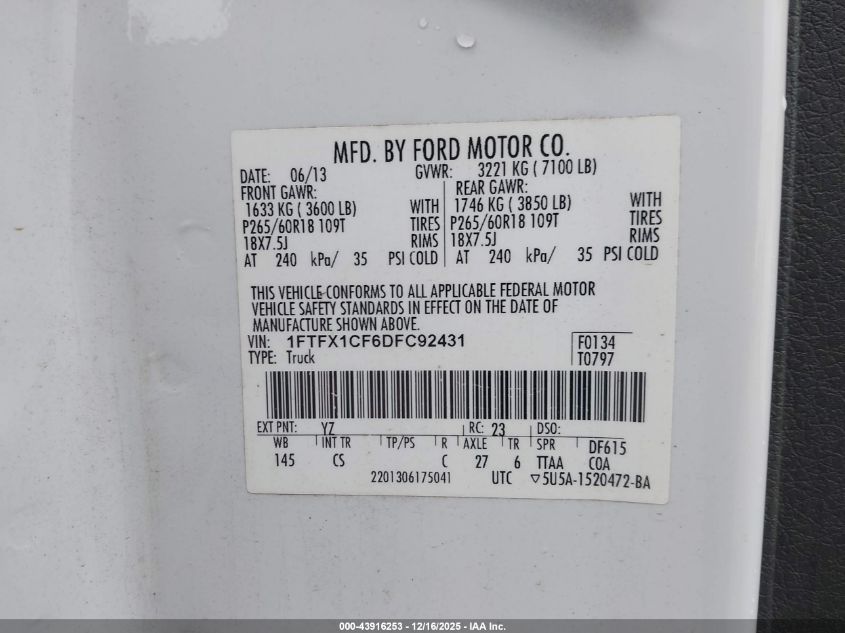 MFD. BY FORD MOTOR CO.
DATE: 06/13 GVWR: 3221 KG ( 7100 LB)
FRONT GAWR: REAR GAWR:
1633 KG ( 3600 LB) WITH 1746 KG ( 3850 LB) WITH
P265/60R18 109T TIRES P265/60R18 109T TIRES
18X7.5J RIMS 18X7.5J RIMS
AT 240 kPa/ 35 PSI COLD AT 240 kPa/ 35 PSI COLD
THIS VEHICLE CONFORMS TO ALL APPLICABLE FEDERAL MOTOR
VEHICLE SAFETY STANDARDS IN EFFECT ON THE DATE OF
MANUFACTURE SHOWN ABOVE.
VIN: 1FTFX1CF6DFC92431 F0134
TYPE: Truck T0797
EXT PNT: YZ RC: 23 DSO:
WB INT TR TP/PS R AXLE TR SPR DF615
145 CS C 27 6 TTAA COA
2201306175041 UTC ▽5U5A-1520472-BA
000-43916253 - 12/16/2025 - IAA Inc.